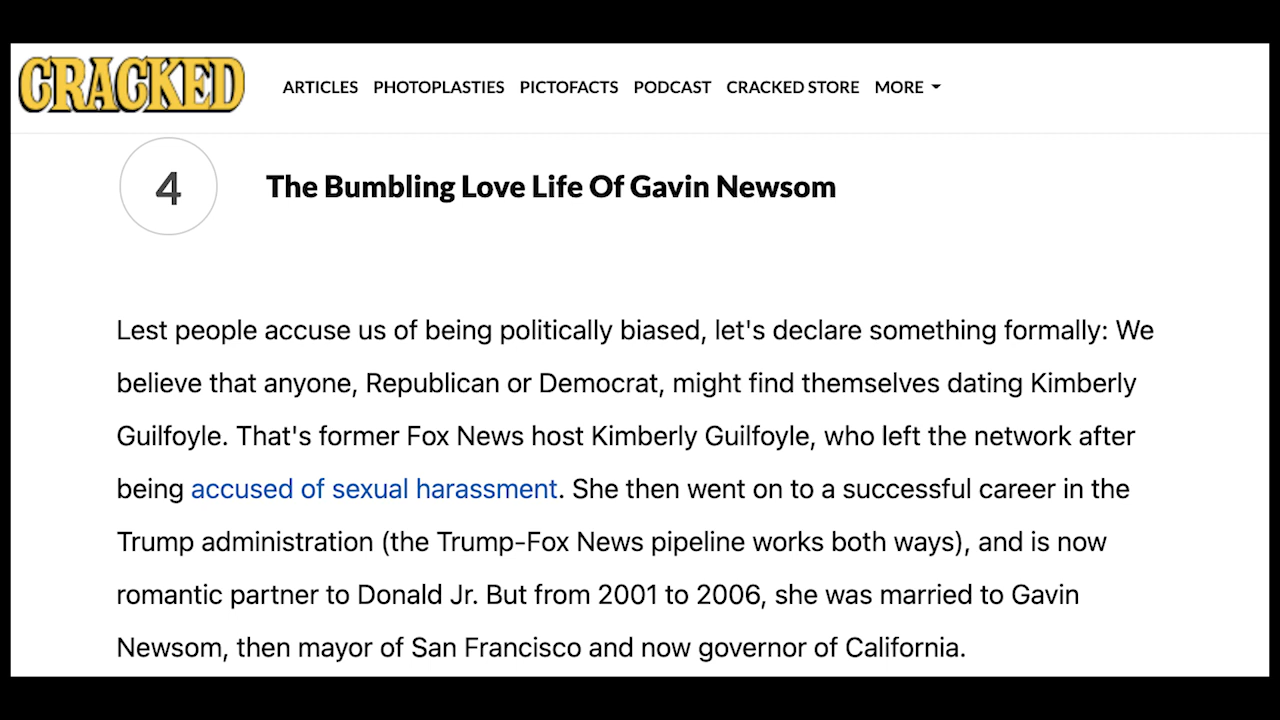 CRACKED
ARTICLES PHOTOPLASTIES PICTOFACTS PODCAST CRACKED STORE MORE
4
The Bumbling Love Life Of Gavin Newsom
Lest people accuse us of being politically biased, let's declare something formally: We
believe that anyone, Republican or Democrat, might find themselves dating Kimberly
Guilfoyle. That's former Fox News host Kimberly Guilfoyle, who left the network after
being accused of sexual harassment. She then went on to a successful career in the
Trump administration (the Trump-Fox News pipeline works both ways), and is now
romantic partner to Donald Jr. But from 2001 to 2006, she was married to Gavin
Newsom, then mayor of San Francisco and now governor of California.